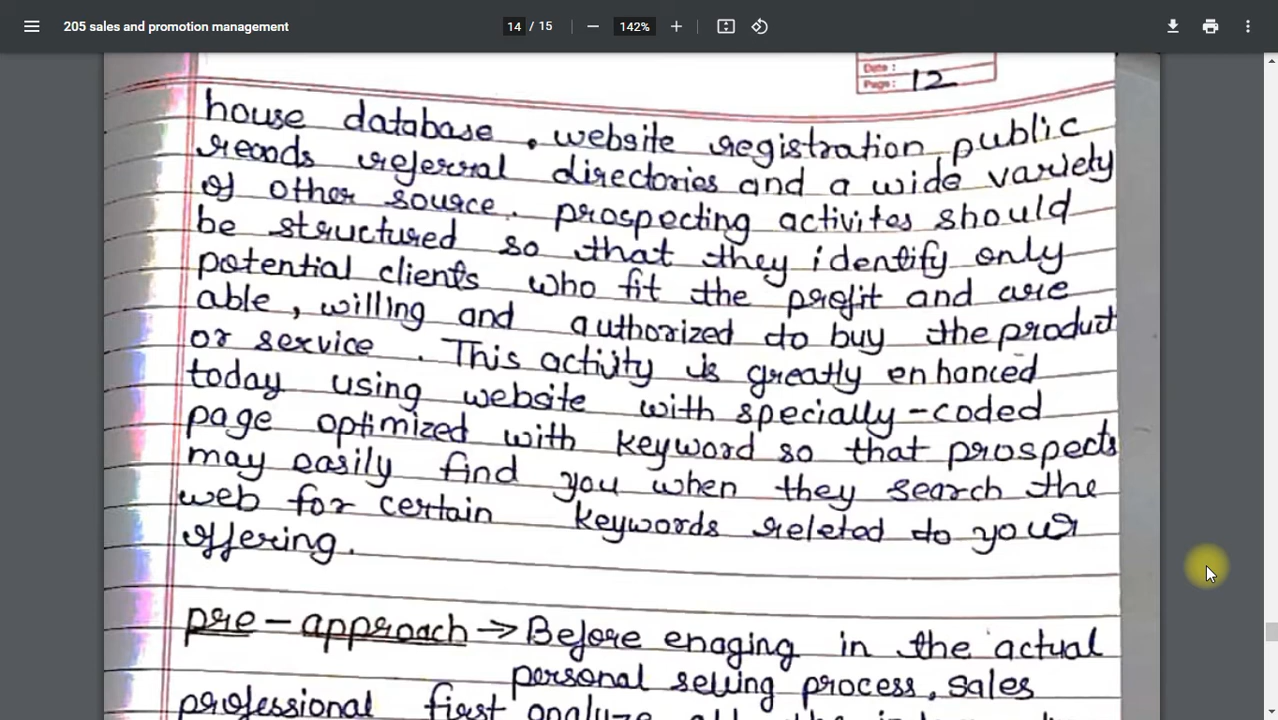 205 sales and promotion management
14 / 15
142%
Date :
Page : 12
house database , website registration public
records referral directories and a wide variety
of other source . prospecting activites should
be structured so that they identify only
potential clients who fit the profit and are
able , willing and authorized to buy the product
or service . This activity is greatly enhanced
today using website with specially-coded
page optimized with keyword so that prospects
may easily find you when they search the
web for certain keywords releted do your
offering.
pre-approach → Before enaging in the actual
personal selling process, sales
professional first analyze all the